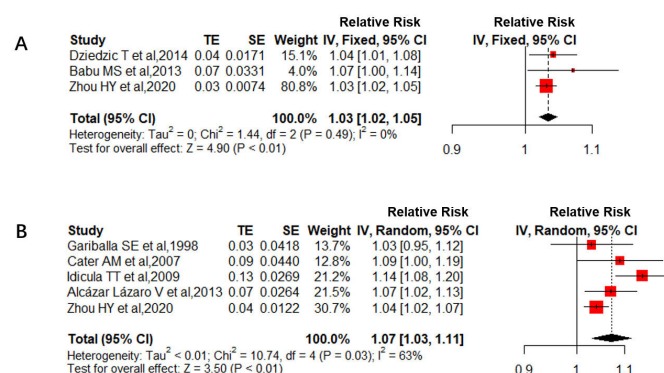 A
Relative Risk Relative Risk
Study TE SE Weight IV, Fixed, 95% CI IV, Fixed, 95% CI
Dziedzic T et al,2014 0.04 0.0171 15.1% 1.04 [1.01, 1.08]
Babu MS et al,2013 0.07 0.0331 4.0% 1.07 [1.00, 1.14]
Zhou HY et al,2020 0.03 0.0074 80.8% 1.03 [1.02, 1.05]
Total (95% CI) 100.0% 1.03 [1.02, 1.05]
Heterogeneity: Tau² = 0; Chi² = 1.44, df = 2 (P = 0.49); I² = 0%
Test for overall effect: Z = 4.90 (P < 0.01)
0.9 1 1.1
B
Relative Risk Relative Risk
Study TE SE Weight IV, Random, 95% CI IV, Random, 95% CI
Gariballa SE et al,1998 0.03 0.0418 13.7% 1.03 [0.95, 1.12]
Cater AM et al,2007 0.09 0.0440 12.8% 1.09 [1.00, 1.19]
Idicula TT et al,2009 0.13 0.0269 21.2% 1.14 [1.08, 1.20]
Alcázar Lázaro V et al,2013 0.07 0.0264 21.5% 1.07 [1.02, 1.13]
Zhou HY et al,2020 0.04 0.0122 30.7% 1.04 [1.02, 1.07]
Total (95% CI) 100.0% 1.07 [1.03, 1.11]
Heterogeneity: Tau² < 0.01; Chi² = 10.74, df = 4 (P = 0.03); I² = 63%
Test for overall effect: Z = 3.50 (P < 0.01)
0.9 1 1.1